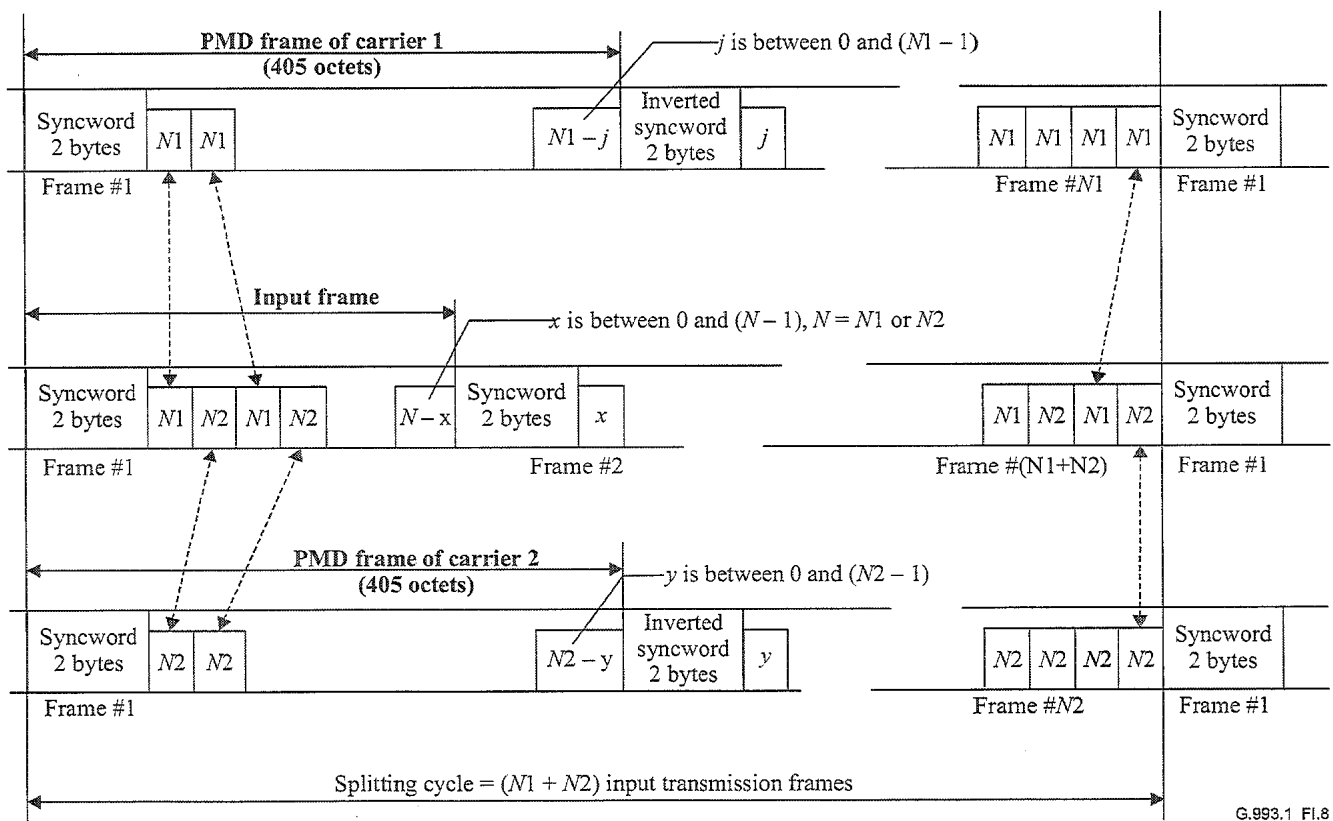 PMD frame of carrier 1
(405 octets)
j is between 0 and (N1 – 1)
Syncword
2 bytes
N1
N1
N1 – j
Inverted
syncword
2 bytes
j
N1
N1
N1
N1
Syncword
2 bytes
Frame #1
Frame #N1
Frame #1
Input frame
x is between 0 and (N – 1), N = N1 or N2
Syncword
2 bytes
N1
N2
N1
N2
N – x
Syncword
2 bytes
x
N1
N2
N1
N2
Syncword
2 bytes
Frame #1
Frame #2
Frame #(N1+N2)
Frame #1
PMD frame of carrier 2
(405 octets)
y is between 0 and (N2 – 1)
Syncword
2 bytes
N2
N2
N2 – y
Inverted
syncword
2 bytes
y
N2
N2
N2
N2
Syncword
2 bytes
Frame #1
Frame #N2
Frame #1
Splitting cycle = (N1 + N2) input transmission frames
G.993.1_FI.8